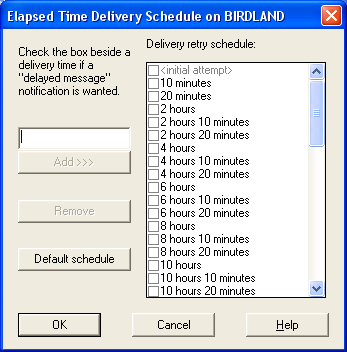 Elapsed Time Delivery Schedule on BIRDLAND
Check the box beside a
delivery time if a
"delayed message"
notification is wanted.
Add >>>
Remove
Default schedule
Delivery retry schedule:
<initial attempt>
10 minutes
20 minutes
2 hours
2 hours 10 minutes
2 hours 20 minutes
4 hours
4 hours 10 minutes
4 hours 20 minutes
6 hours
6 hours 10 minutes
6 hours 20 minutes
8 hours
8 hours 10 minutes
8 hours 20 minutes
10 hours
10 hours 10 minutes
10 hours 20 minutes
OK
Cancel
Help